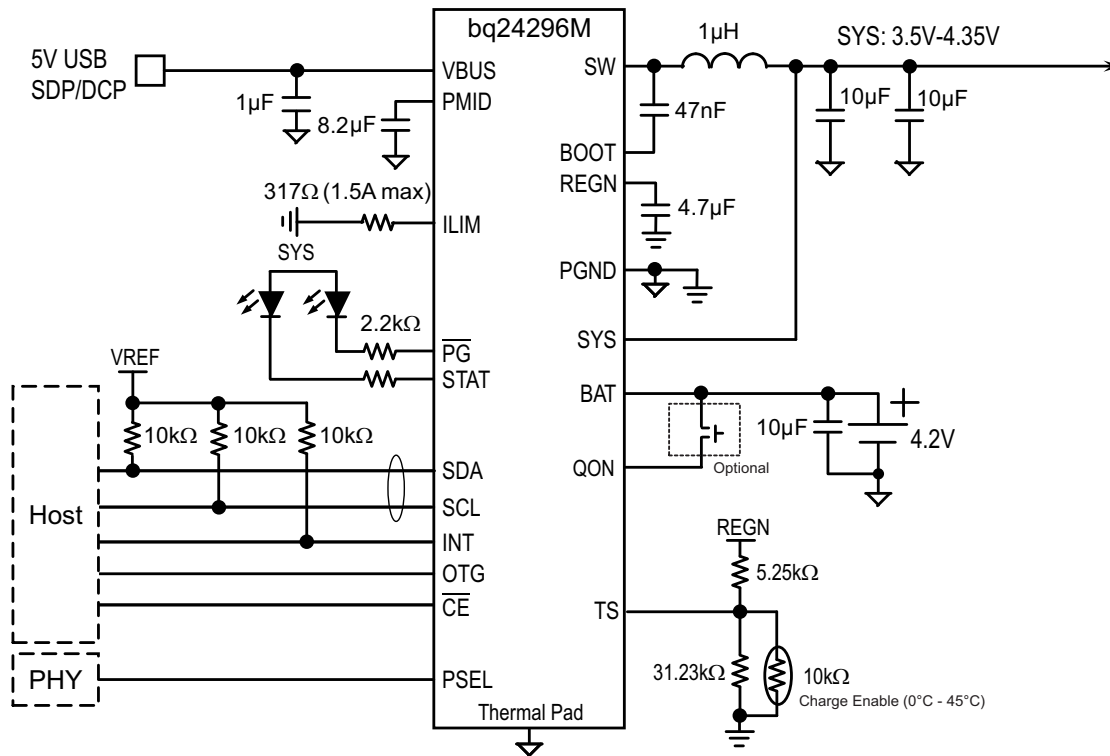 bq24296M
5V USB
SDP/DCP
VBUS
PMID
1µF
8.2µF
317Ω (1.5A max)
ILIM
SYS
2.2kΩ
PG
STAT
VREF
10kΩ
10kΩ
10kΩ
SDA
SCL
INT
OTG
CE
Host
PHY
PSEL
Thermal Pad
SW
1µH
SYS: 3.5V-4.35V
47nF
10µF
10µF
BOOT
REGN
4.7µF
PGND
SYS
BAT
10µF
+
4.2V
QON
Optional
REGN
5.25kΩ
TS
31.23kΩ
10kΩ
Charge Enable (0°C - 45°C)